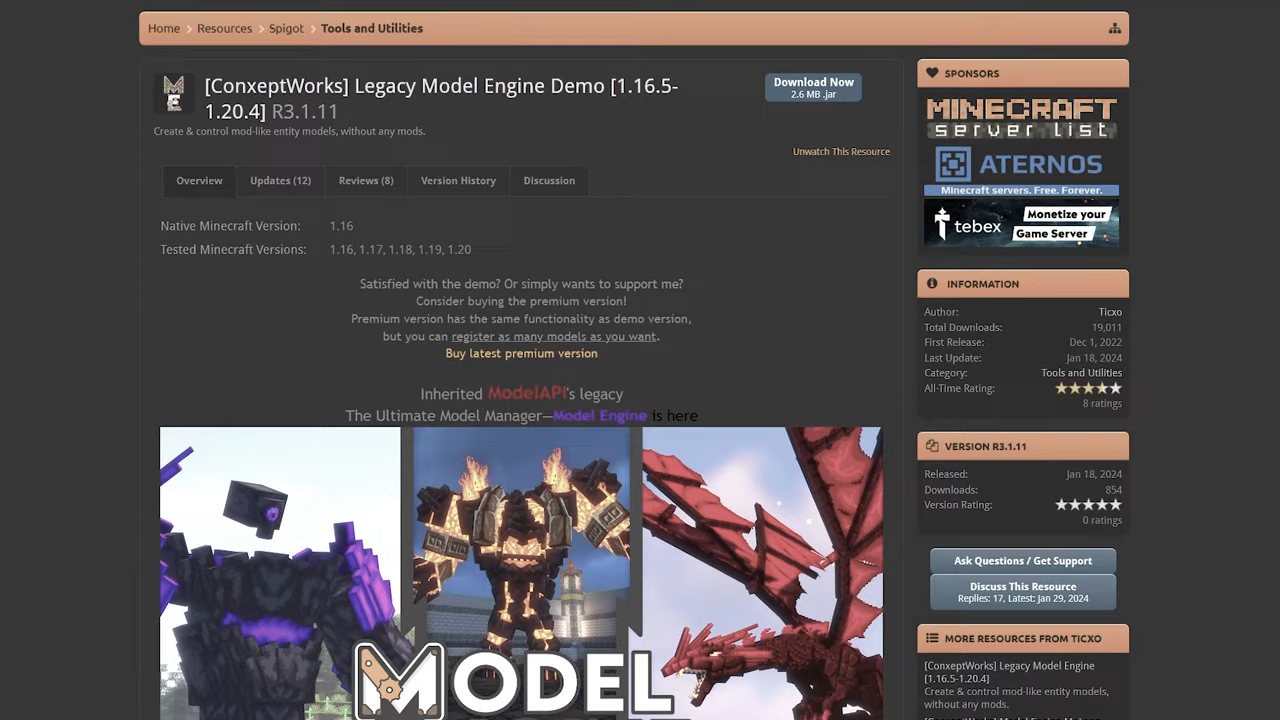 Home
Resources
Spigot
Tools and Utilities
[ConxeptWorks] Legacy Model Engine Demo [1.16.5-
1.20.4] R3.1.11
Create & control mod-like entity models, without any mods.
Download Now
2.6 MB .jar
Unwatch This Resource
Overview
Updates (12)
Reviews (8)
Version History
Discussion
Native Minecraft Version: 1.16
Tested Minecraft Versions: 1.16, 1.17, 1.18, 1.19, 1.20
Satisfied with the demo? Or simply wants to support me?
Consider buying the premium version!
Premium version has the same functionality as demo version,
but you can register as many models as you want.
Buy latest premium version
Inherited ModelAPI's legacy
The Ultimate Model Manager—Model Engine is here
MODEL
SPONSORS
MINECRAFT
server list
ATERNOS
Minecraft servers. Free. Forever.
tebex
Monetize your
Game Server
INFORMATION
Author: Ticxo
Total Downloads: 19,011
First Release: Dec 1, 2022
Last Update: Jan 18, 2024
Category: Tools and Utilities
All-Time Rating:
8 ratings
VERSION R3.1.11
Released: Jan 18, 2024
Downloads: 854
Version Rating:
0 ratings
Ask Questions / Get Support
Discuss This Resource
Replies: 17, Latest: Jan 29, 2024
MORE RESOURCES FROM TICXO
[ConxeptWorks] Legacy Model Engine
[1.16.5-1.20.4]
Create & control mod-like entity models,
without any mods.